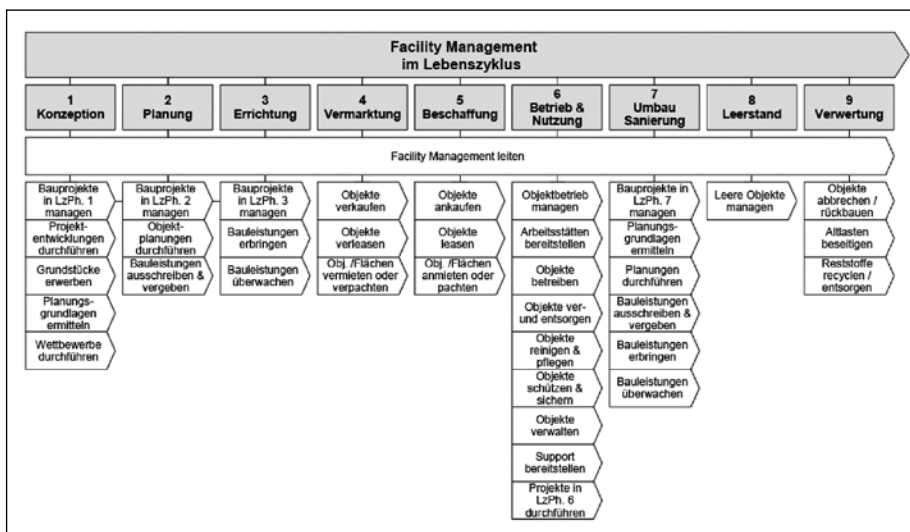 Facility Management
im Lebenszyklus
1
Konzeption
2
Planung
3
Errichtung
4
Vermarktung
5
Beschaffung
6
Betrieb &
Nutzung
7
Umbau
Sanierung
8
Leerstand
9
Verwertung
Facility Management leiten
Bauprojekte
in LzPh. 1
managen
Projekt-
entwicklungen
durchführen
Grundstücke
erwerben
Planungs-
grundlagen
ermitteln
Wettbewerbe
durchführen
Bauprojekte
in LzPh. 2
managen
Objekt-
planungen
durchführen
Bauleistungen
ausschreiben &
vergeben
Bauprojekte
in LzPh. 3
managen
Bauleistungen
erbringen
Bauleistungen
überwachen
Objekte
verkaufen
Objekte
verleasen
Obj. /Flächen
vermieten oder
verpachten
Objekte
ankaufen
Objekte
leasen
Obj. /Flächen
anmieten oder
pachten
Objektbetrieb
managen
Arbeitsstätten
bereitstellen
Objekte
betreiben
Objekte ver-
und entsorgen
Objekte
reinigen &
pflegen
Objekte
schützen &
sichern
Objekte
verwalten
Support
bereitstellen
Projekte in
LzPh. 6
durchführen
Bauprojekte in
LzPh. 7
managen
Planungs-
grundlagen
ermitteln
Planungen
durchführen
Bauleistungen
ausschreiben &
vergeben
Bauleistungen
erbringen
Bauleistungen
überwachen
Leere Objekte
managen
Objekte
abbrechen /
rückbauen
Altlasten
beseitigen
Reststoffe
recyclen /
entsorgen